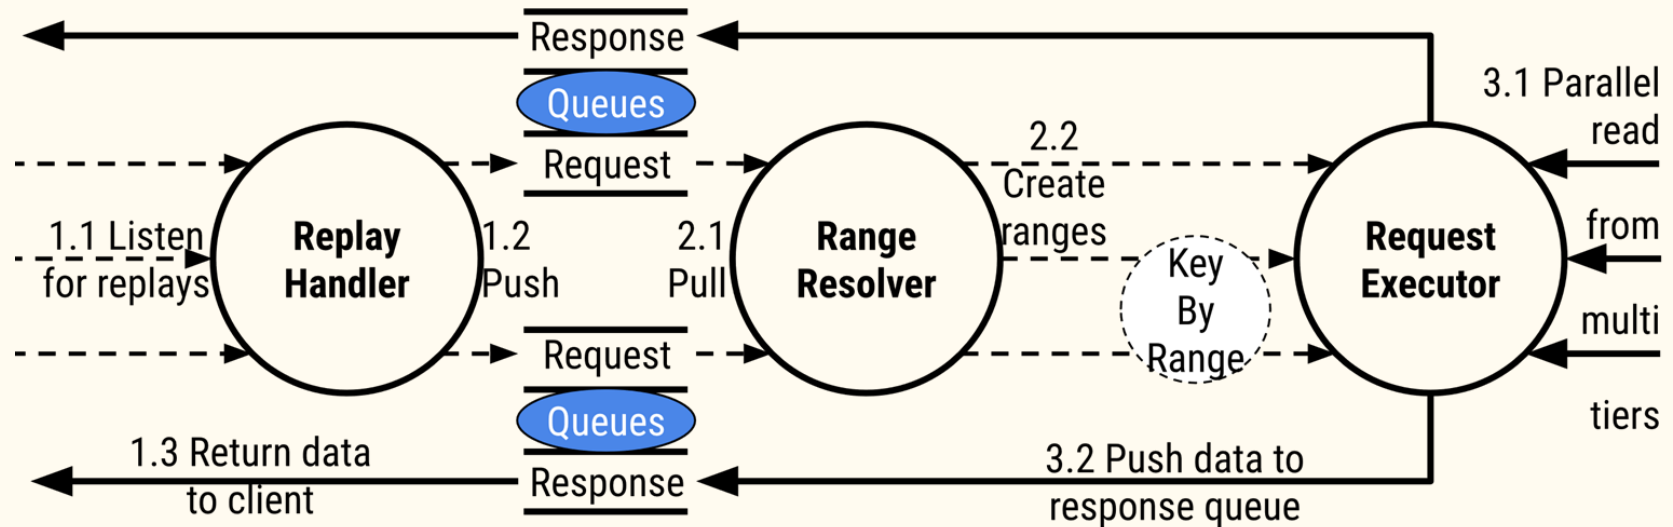 Response
Queues
Request
3.1 Parallel
read
from
multi
tiers
1.1 Listen
for replays
Replay
Handler
1.2
Push
2.1
Pull
Range
Resolver
2.2
Create
ranges
Key
By
Range
Request
Executor
Request
Queues
Response
1.3 Return data
to client
3.2 Push data to
response queue